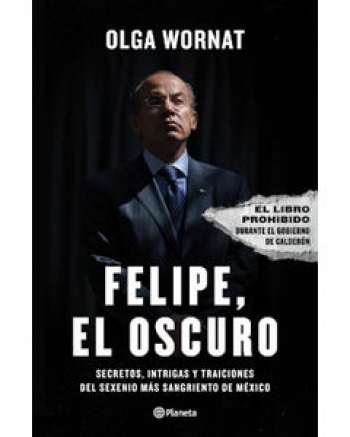 OLGA WORNAT
EL LIBRO
PROHIBIDO
DURANTE EL GOBIERNO
DE CALDERÓN
FELIPE,
EL OSCURO
SECRETOS, INTRIGAS Y TRAICIONES
DEL SEXENIO MÁS SANGRIENTO DE MÉXICO
Planeta